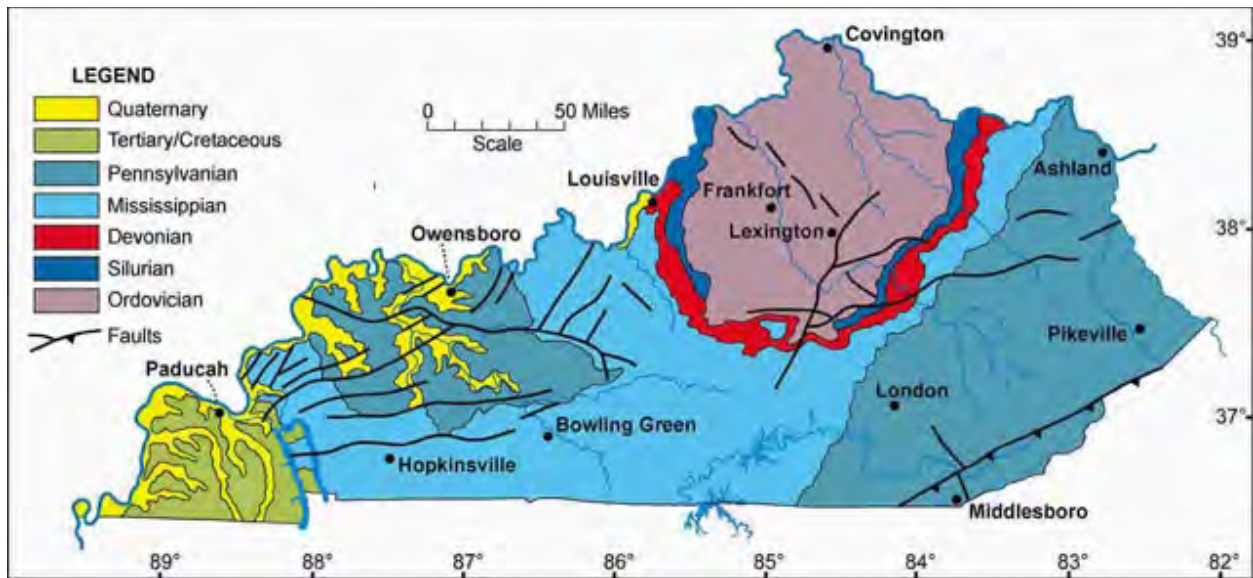 Covington
39°
LEGEND
Quaternary
Tertiary/Cretaceous
Pennsylvanian
Mississippian
Devonian
Silurian
Ordovician
Faults
0 50 Miles
Scale
Ashland
Louisville
Frankfort
Lexington
38°
Owensboro
Pikeville
Paducah
London
37°
Bowling Green
Hopkinsville
Middlesboro
89° 88° 87° 86° 85° 84° 83° 82°